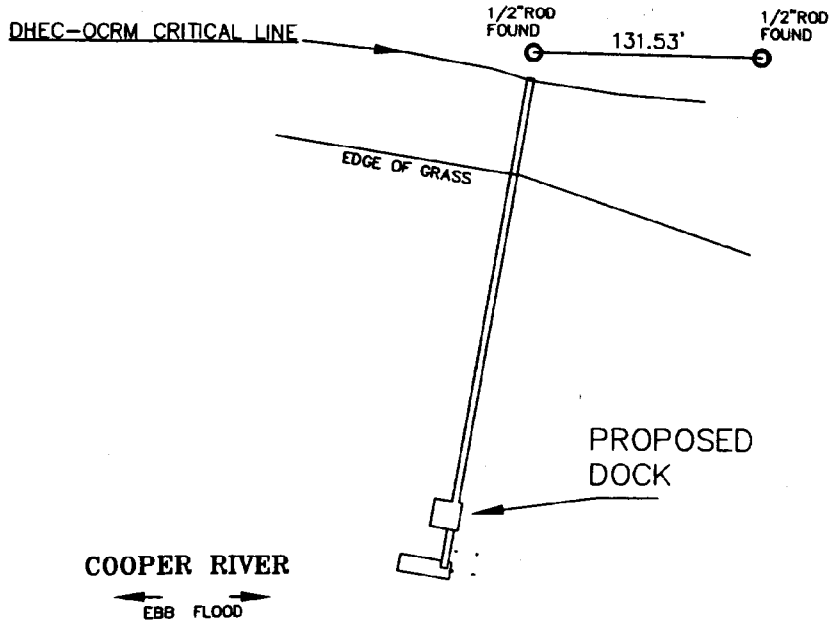 1/2"ROD
FOUND
1/2"ROD
FOUND
DHEC-OCRM CRITICAL LINE
131.53'
EDGE OF GRASS
PROPOSED
DOCK
COOPER RIVER
EBB FLOOD